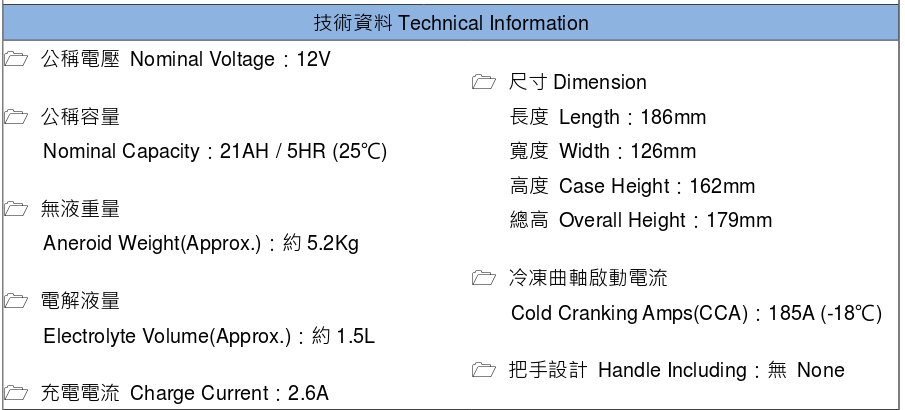 技術資料 Technical Information
公稱電壓 Nominal Voltage：12V
公稱容量
Nominal Capacity：21AH / 5HR (25℃)
無液重量
Aneroid Weight(Approx.)：約 5.2Kg
電解液量
Electrolyte Volume(Approx.)：約 1.5L
充電電流 Charge Current：2.6A
尺寸 Dimension
長度 Length：186mm
寬度 Width：126mm
高度 Case Height：162mm
總高 Overall Height：179mm
冷凍曲軸啟動電流
Cold Cranking Amps(CCA)：185A (-18℃)
把手設計 Handle Including：無 None